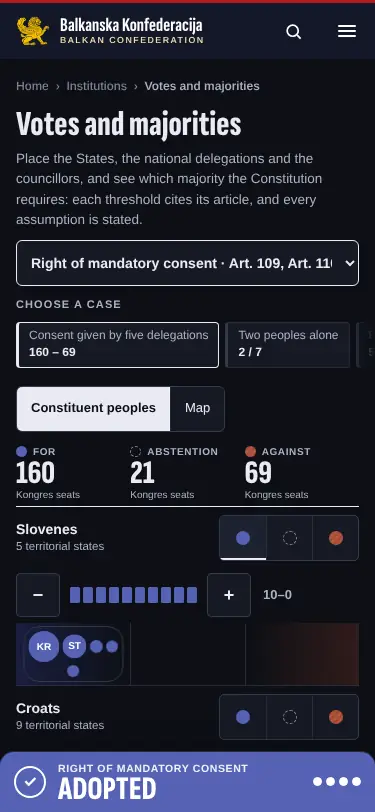 Balkanska Konfederacija
BALKAN CONFEDERATION
Home › Institutions › Votes and majorities
Votes and majorities
Place the States, the national delegations and the
councillors, and see which majority the Constitution
requires: each threshold cites its article, and every
assumption is stated.
Right of mandatory consent · Art. 109, Art. 110
CHOOSE A CASE
Consent given by five delegations
160 – 69
Two peoples alone
2 / 7
Constituent peoples
Map
FOR
ABSTENTION
AGAINST
160
21
69
Kongres seats
Kongres seats
Kongres seats
Slovenes
5 territorial states
−
+
10–0
KR
ST
Croats
9 territorial states
RIGHT OF MANDATORY CONSENT
ADOPTED